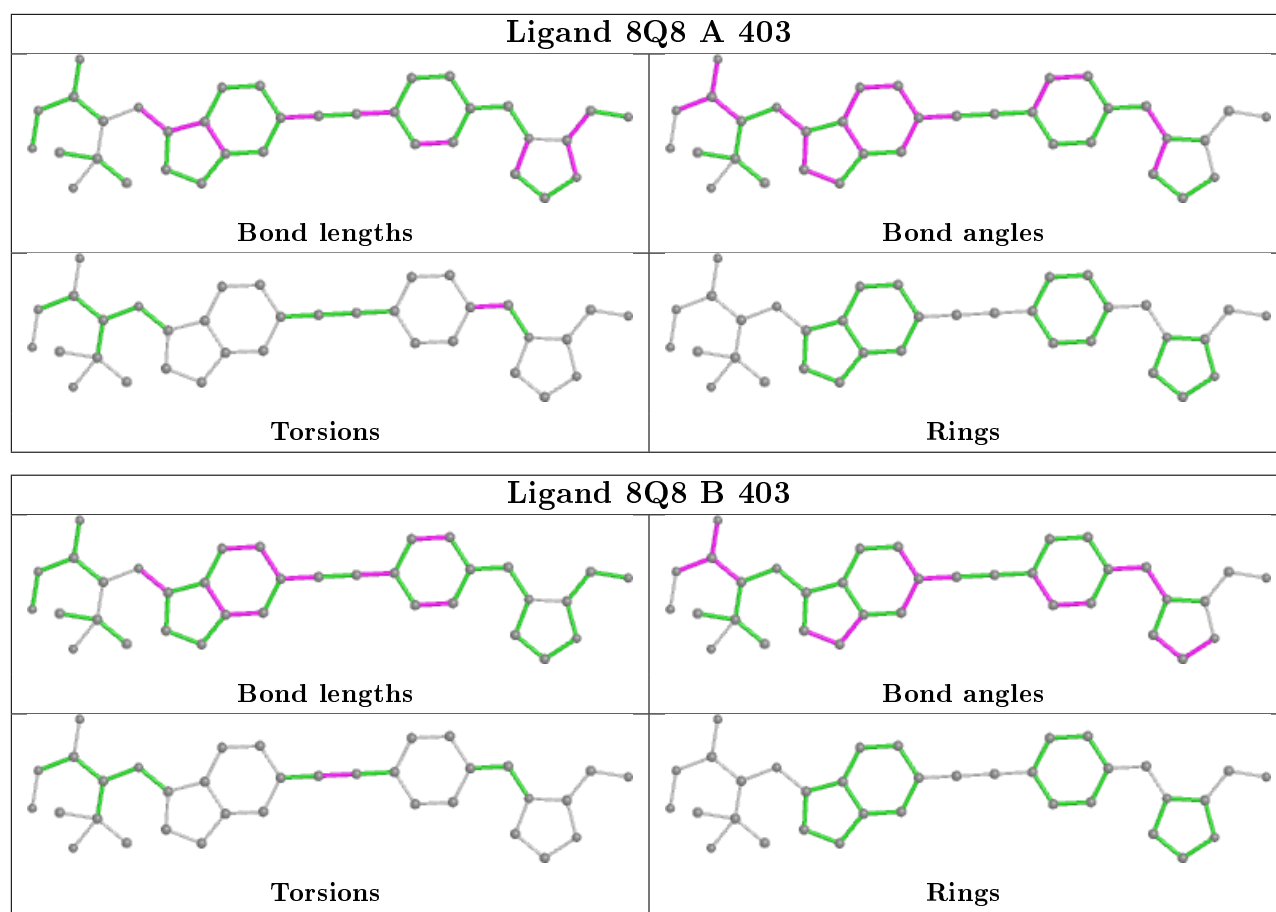 Ligand 8Q8 A 403
Bond lengths
Bond angles
Torsions
Rings
Ligand 8Q8 B 403
Bond lengths
Bond angles
Torsions
Rings